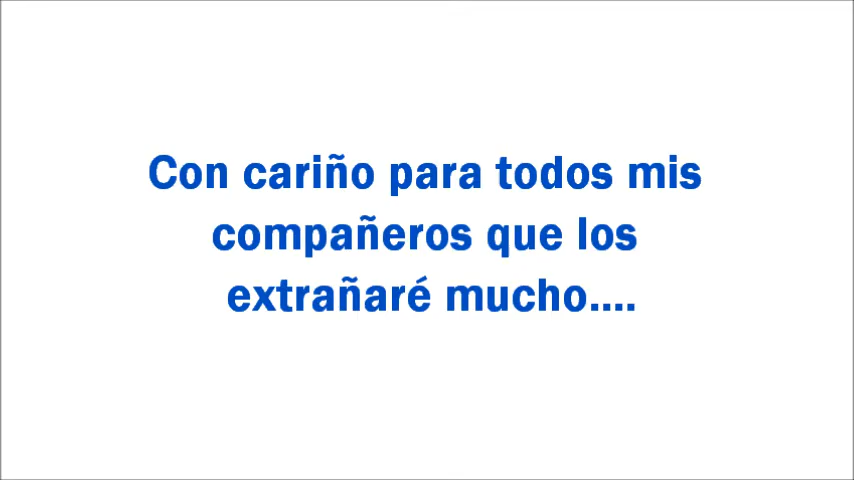 Con cariño para todos mis
compañeros que los
extrañaré mucho....